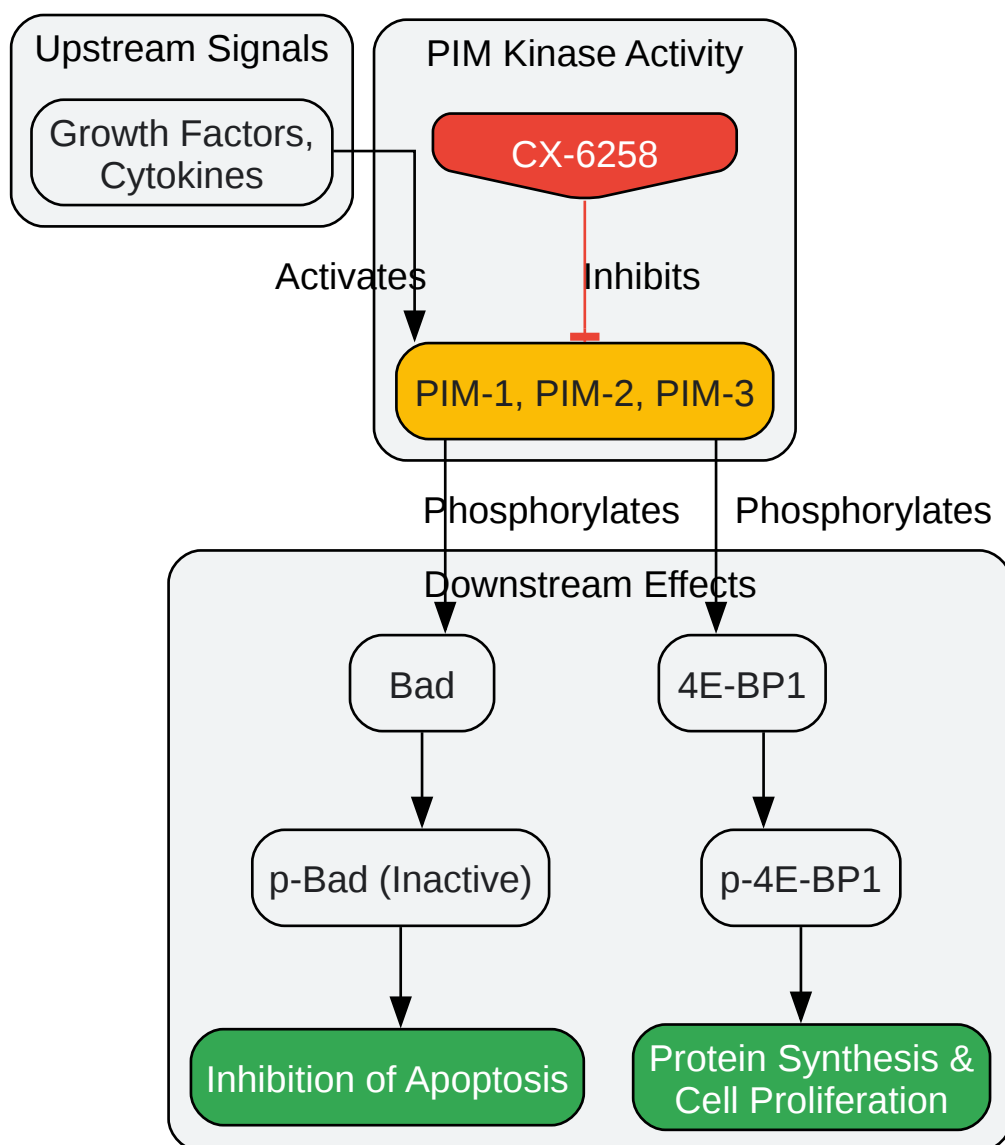 Upstream Signals
Growth Factors,
Cytokines
PIM Kinase Activity
CX-6258
Activates
Inhibits
PIM-1, PIM-2, PIM-3
Phosphorylates
Phosphorylates
Downstream Effects
Bad
4E-BP1
p-Bad (Inactive)
p-4E-BP1
Inhibition of Apoptosis
Protein Synthesis &
Cell Proliferation